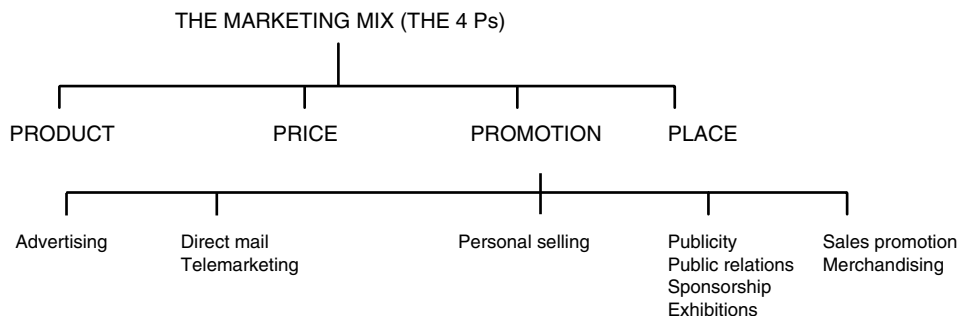 THE MARKETING MIX (THE 4 Ps)
PRODUCT PRICE PROMOTION PLACE
Advertising Direct mail Personal selling Publicity Sales promotion
Telemarketing Public relations Merchandising
Sponsorship
Exhibitions